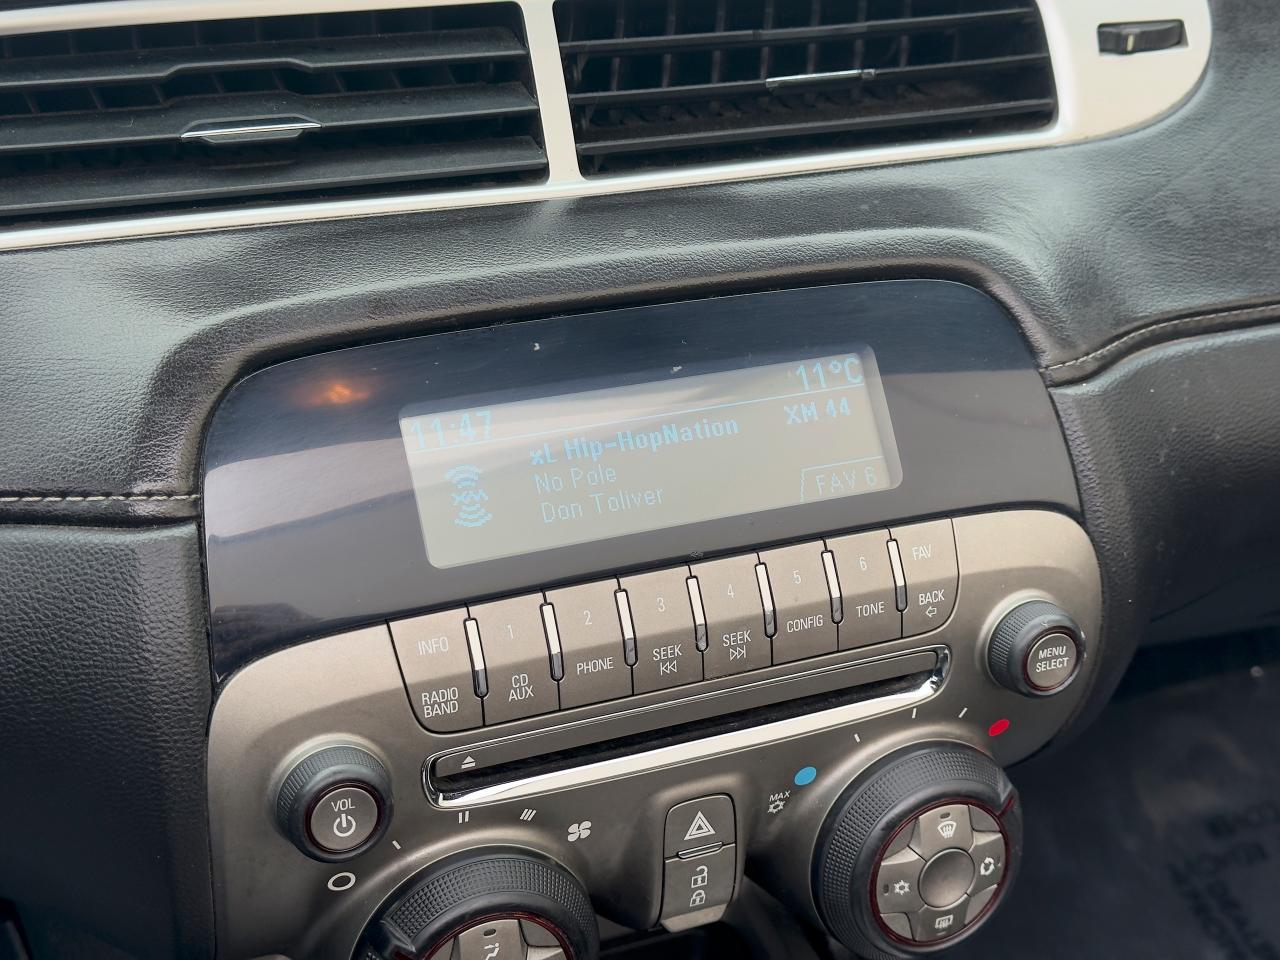 11:47
11°C
xL Hip-HopNation
XM 44
No Pole
XM
Don Toliver
FAV 6
INFO
RADIO
BAND
1
CD
AUX
2
PHONE
3
SEEK
4
SEEK
5
CONFIG
6
TONE
FAV
BACK
MENU
SELECT
VOL
MAX